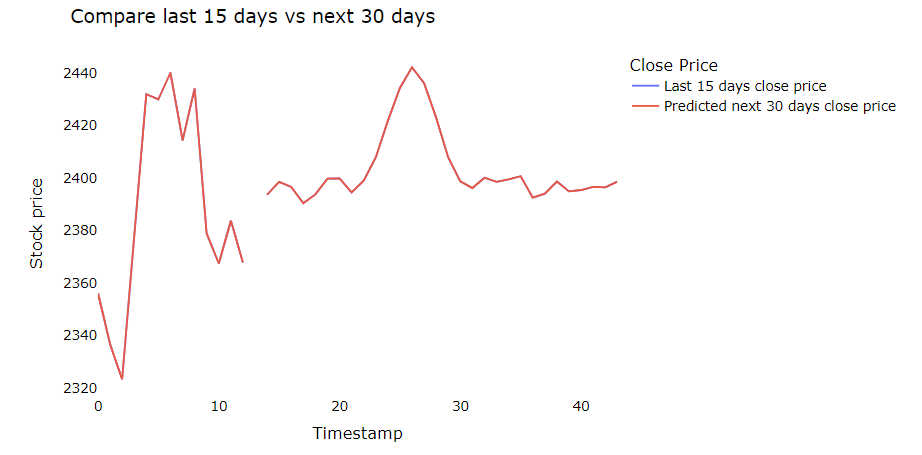 Compare last 15 days vs next 30 days
Close Price
Last 15 days close price
Predicted next 30 days close price
Stock price
2440
2420
2400
2380
2360
2340
2320
0 10 20 30 40
Timestamp